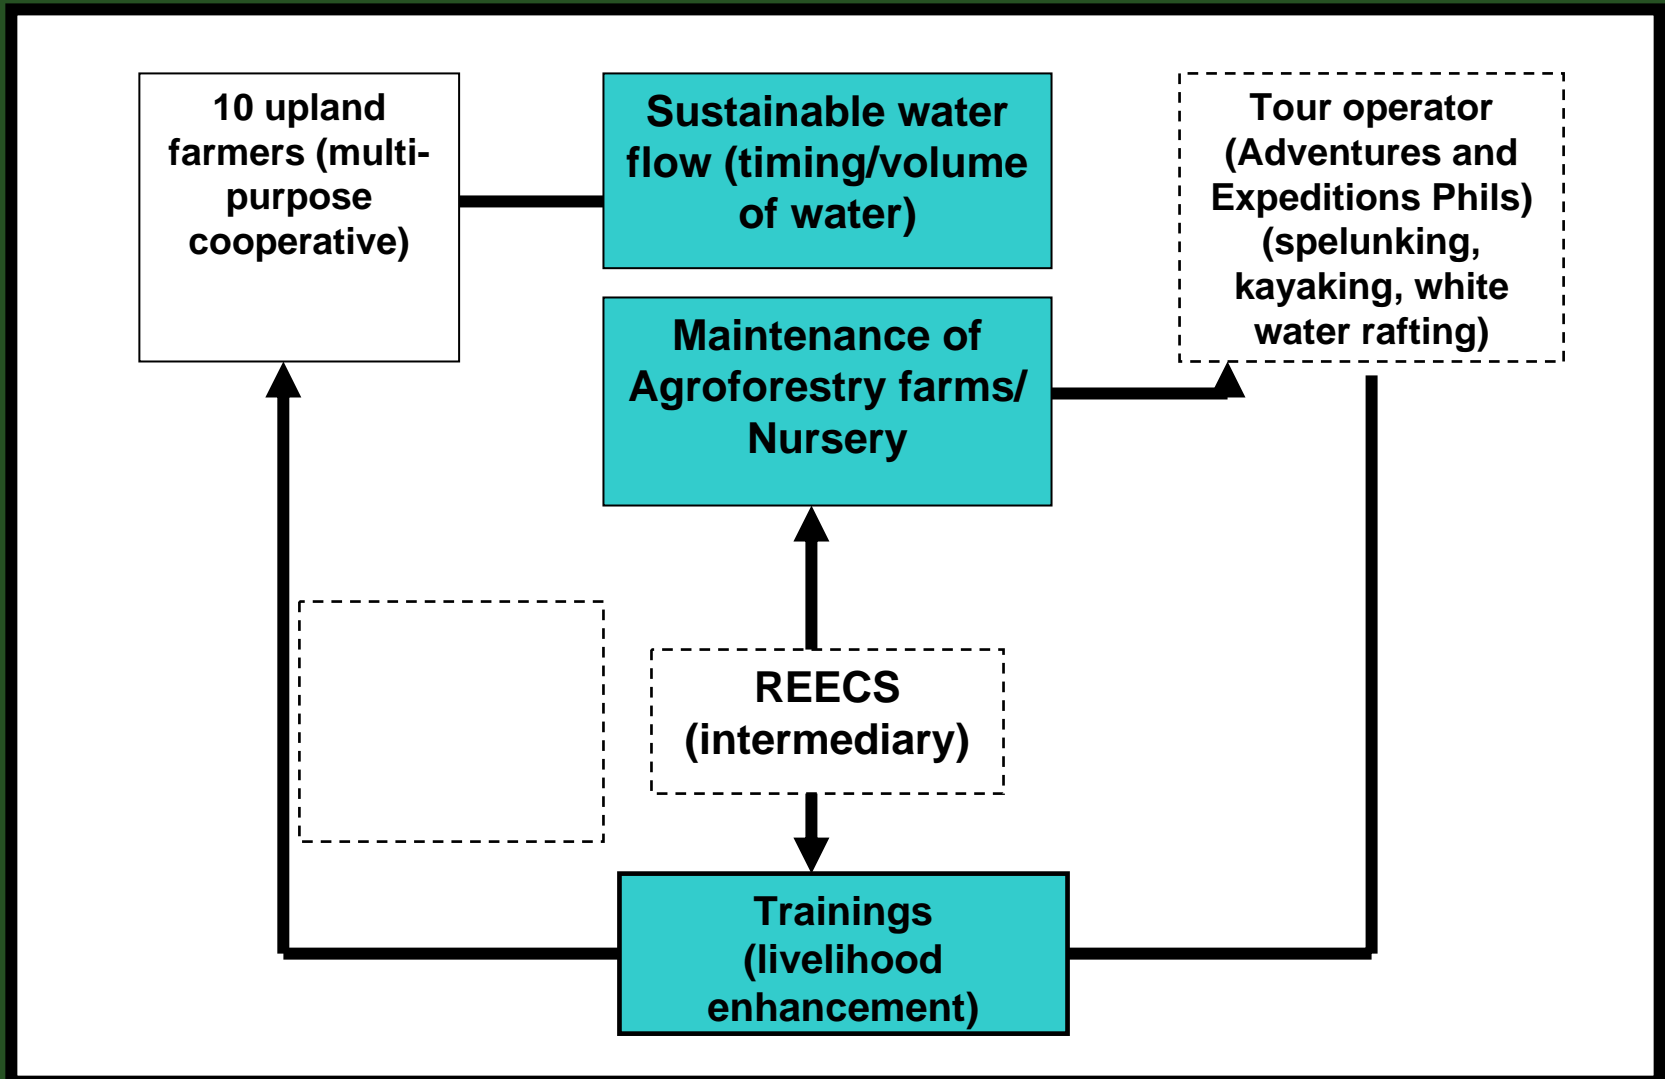 10 upland
farmers (multi-
purpose
cooperative)
Sustainable water
flow (timing/volume
of water)
Tour operator
(Adventures and
Expeditions Phils)
(spelunking,
kayaking, white
water rafting)
Maintenance of
Agroforestry farms/
Nursery
REECS
(intermediary)
Trainings
(livelihood
enhancement)